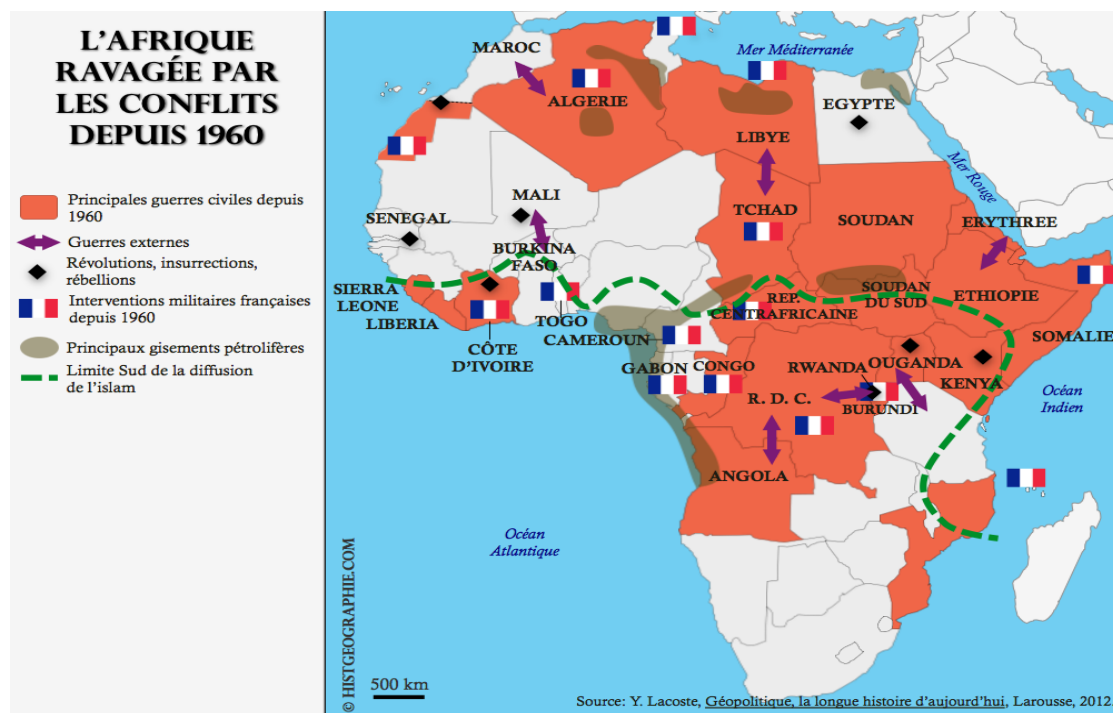 L'AFRIQUE
RAVAGÉE PAR
LES CONFLITS
DEPUIS 1960
Principales guerres civiles depuis
1960
Guerres externes
Révolutions, insurrections,
rébellions
Interventions militaires françaises
depuis 1960
Principaux gisements pétrolifères
Limite Sud de la diffusion
de l'islam
MAROC
Mer Méditerranée
ALGERIE
EGYPTE
LIBYE
Mer Rouge
MALI
SENEGAL
TCHAD
SOUDAN
ERYTHREE
BURKINA
FASO
SIERRA
LEONE
LIBERIA
TOGO
CAMEROUN
REP.
CENTRAFRICAINE
SOUDAN
DU SUD
ETHIOPIE
SOMALIE
CÔTE
D'IVOIRE
GABON
CONGO
RWANDA
OUGANDA
KENYA
R. D. C.
BURUNDI
Océan
Indien
ANGOLA
Océan
Atlantique
© HISTGEOGRAPHIE.COM
500 km
Source: Y. Lacoste, Géopolitique, la longue histoire d'aujourd'hui, Larousse, 2012